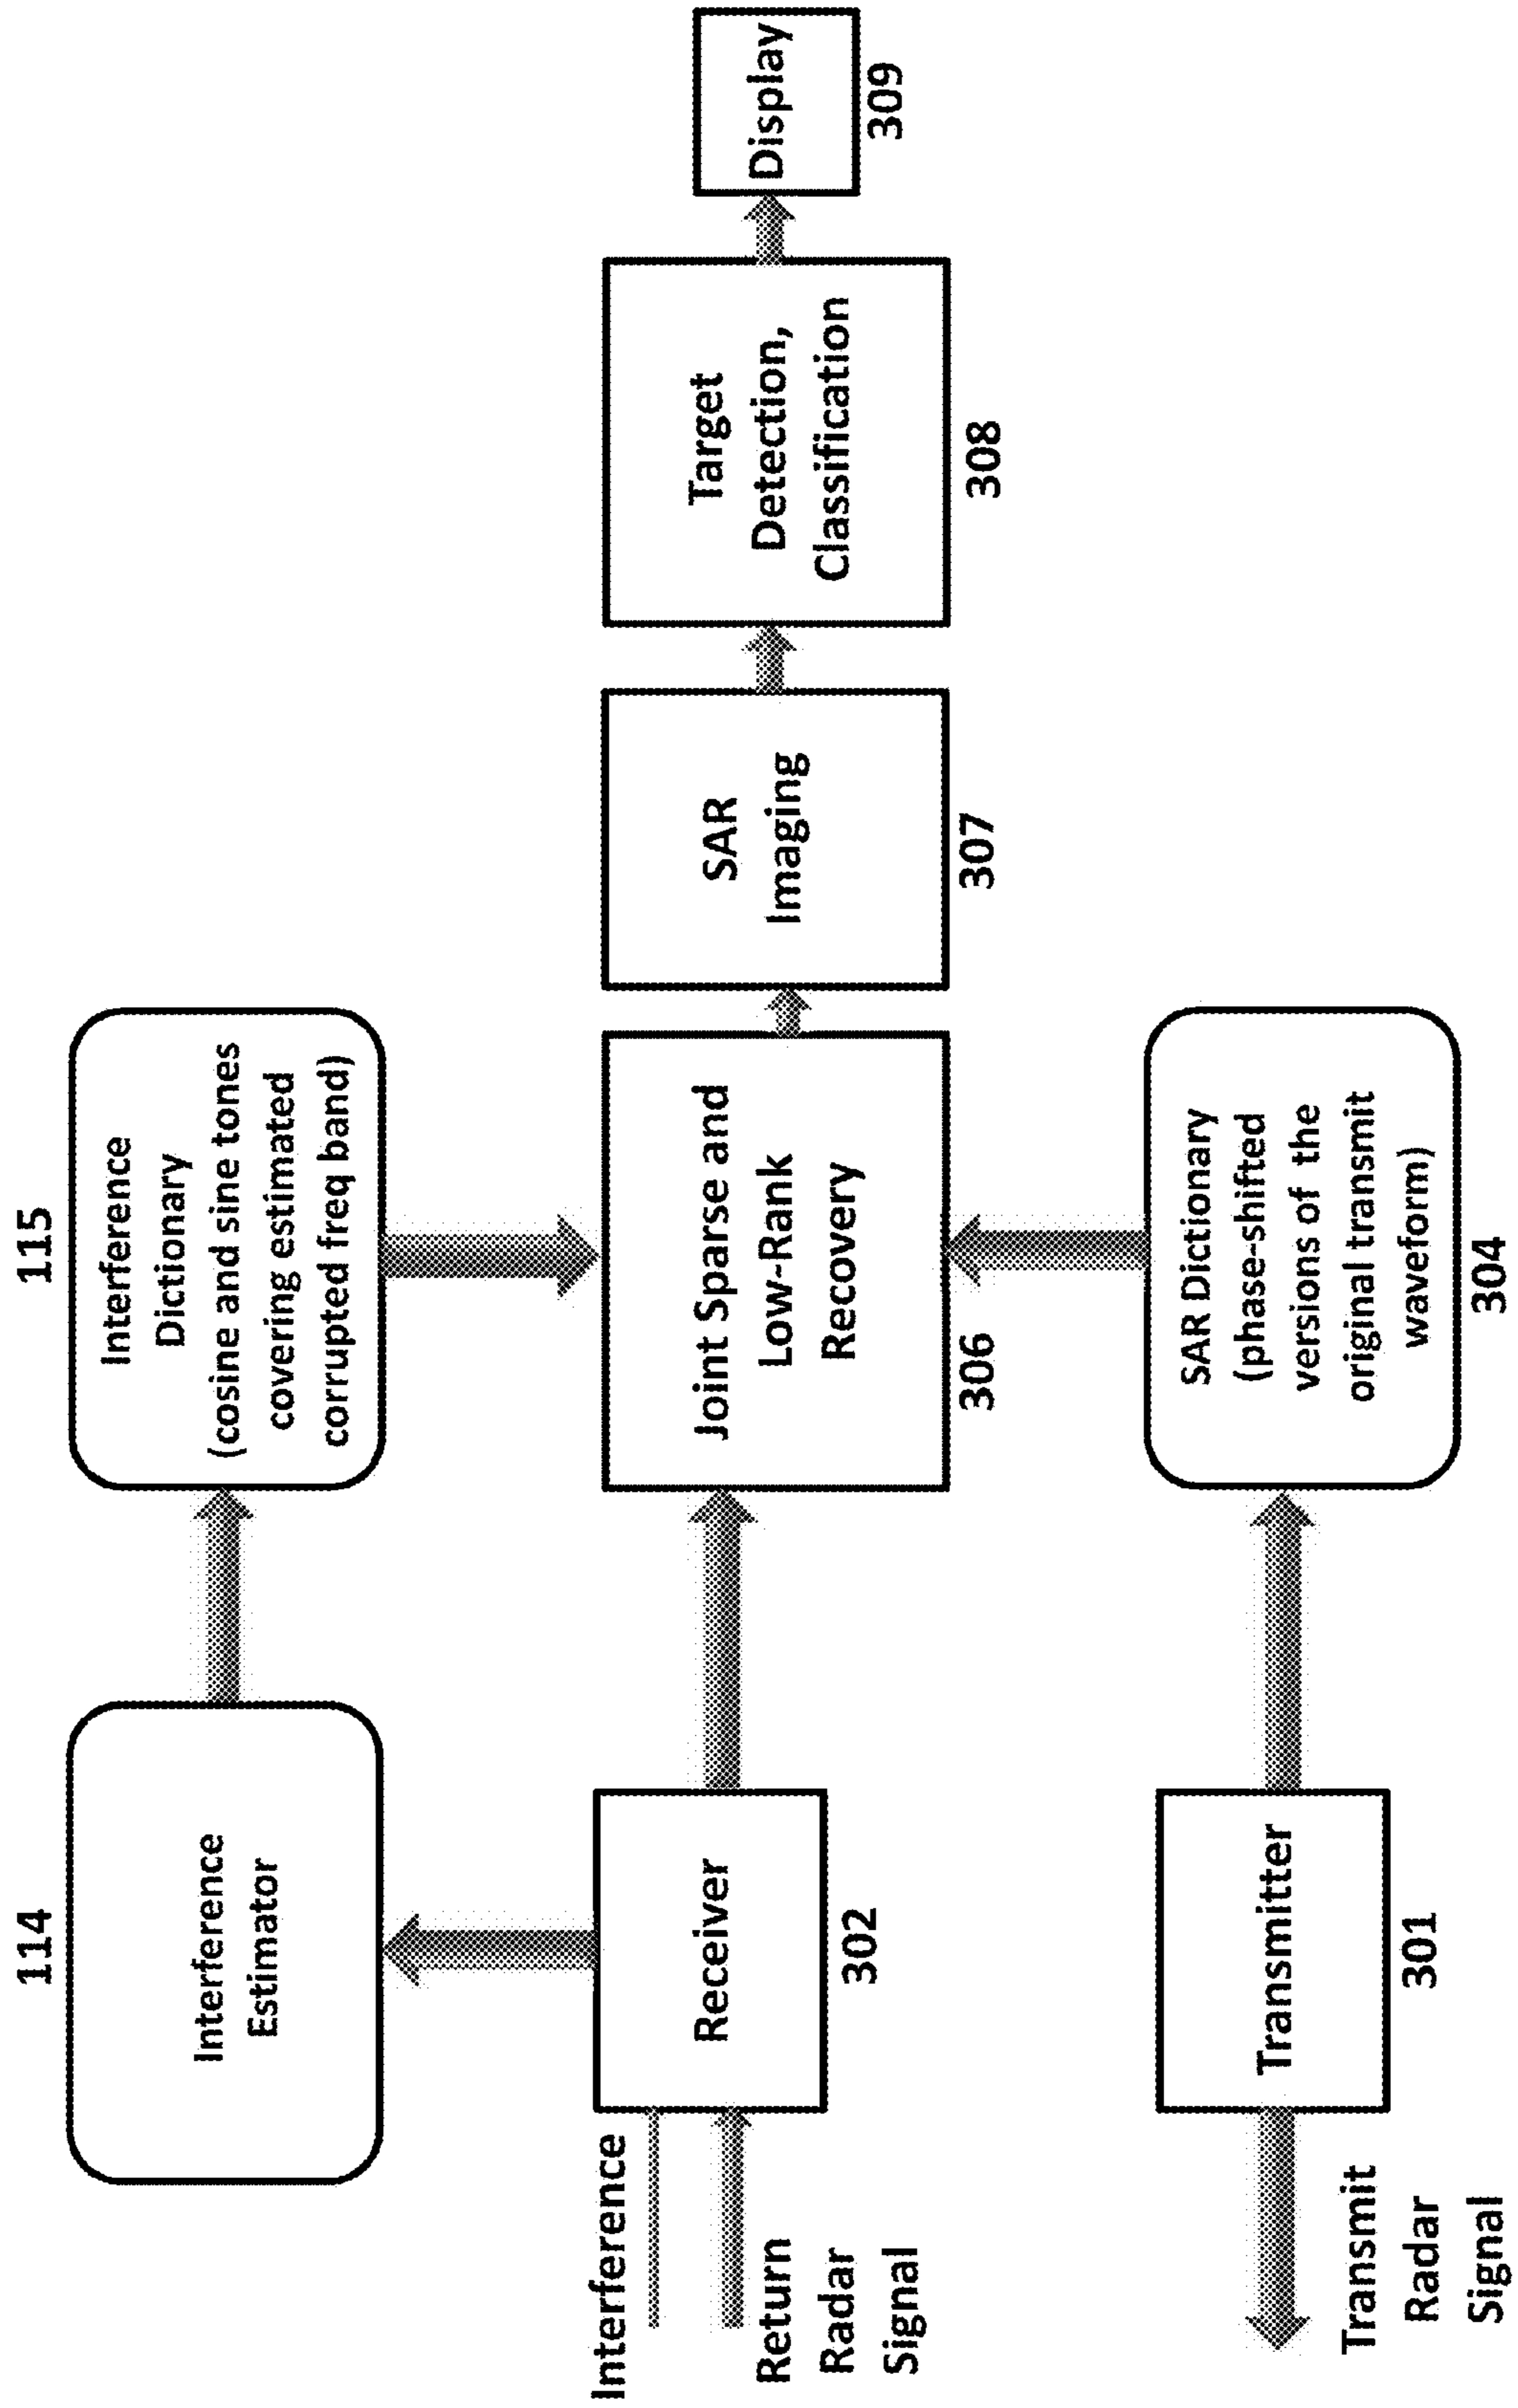 114
Interference
Estimator
115
Interference
Dictionary
(cosine and sine tones
covering estimated
corrupted freq band)
Interference
Return
Radar
Signal
Receiver
302
Joint Sparse and
Low-Rank
Recovery
306
SAR
Imaging
307
Target
Detection,
Classification
308
Display
309
Transmit
Radar
Signal
Transmitter
301
SAR Dictionary
(phase-shifted
versions of the
original transmit
waveform)
304